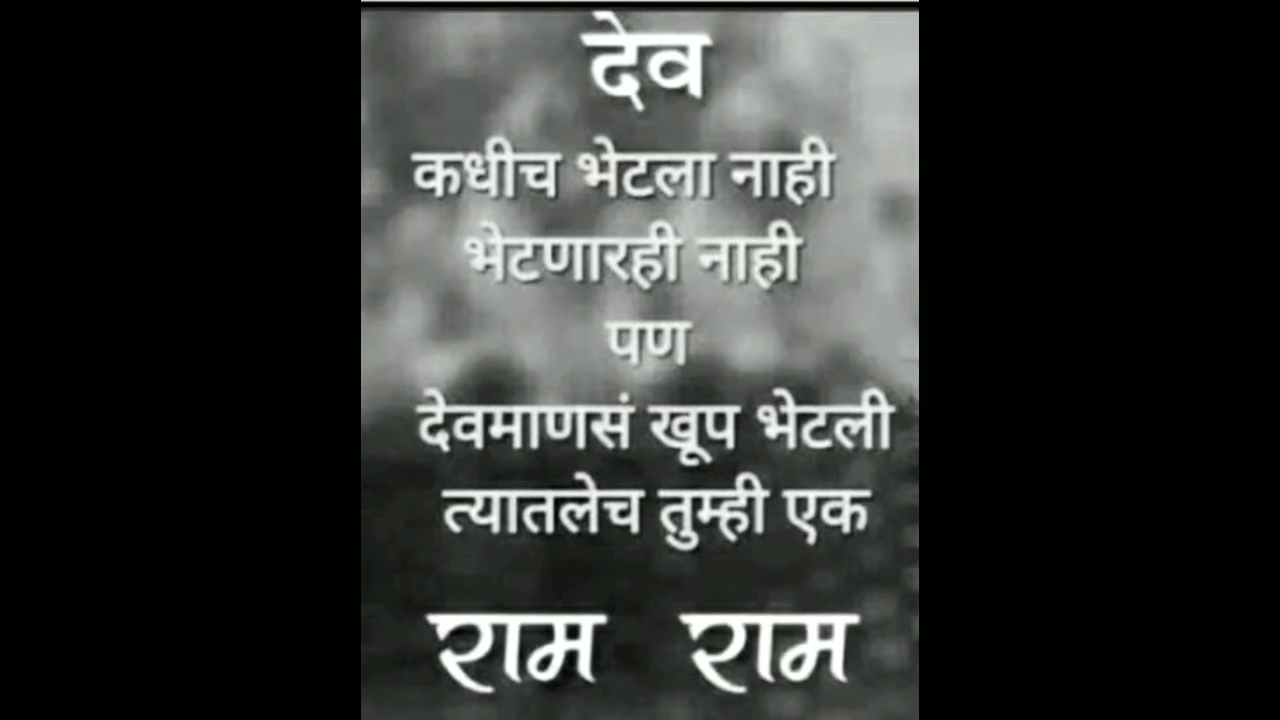 देव
कधीच भेटला नाही
भेटणारही नाही
पण
देवमाणसं खूप भेटली
त्यातलेच तुम्ही एक
राम राम